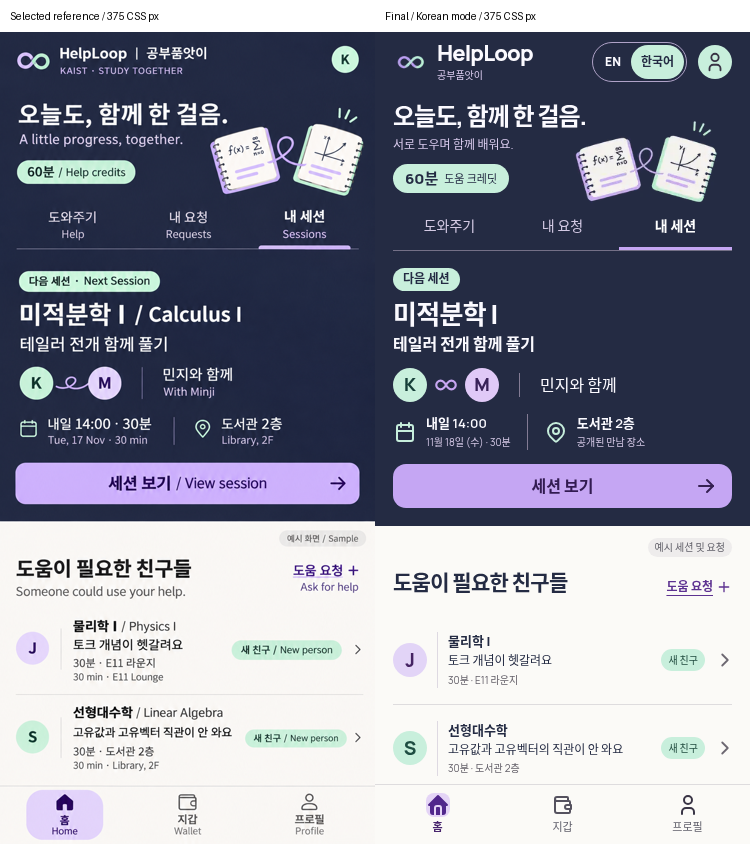 Selected reference / 375 CSS px
HelpLoop | 공부품앗이
KAIST · STUDY TOGETHER
K
오늘도, 함께 한 걸음.
A little progress, together.
f(x) = ∞ Σ n=0
60분 / Help credits
도와주기
Help
내 요청
Requests
내 세션
Sessions
다음 세션 · Next Session
미적분학 I / Calculus I
테일러 전개 함께 풀기
K
M
민지와 함께
With Minji
내일 14:00 · 30분
Tue, 17 Nov · 30 min
도서관 2층
Library, 2F
세션 보기 / View session
예시 화면 / Sample
도움이 필요한 친구들
Someone could use your help.
도움 요청 +
Ask for help
J
물리학 I / Physics I
토크 개념이 헷갈려요
30분 · E11 라운지
30 min · E11 Lounge
새 친구 / New person
S
선형대수학 / Linear Algebra
고유값과 고유벡터 직관이 안 와요
30분 · 도서관 2층
30 min · Library, 2F
새 친구 / New person
홈
Home
지갑
Wallet
프로필
Profile
Final / Korean mode / 375 CSS px
HelpLoop
공부품앗이
EN
한국어
오늘도, 함께 한 걸음.
서로 도우며 함께 배워요.
f(x) = ∞ Σ n=0
60분 도움 크레딧
도와주기
내 요청
내 세션
다음 세션
미적분학 I
테일러 전개 함께 풀기
K
M
민지와 함께
내일 14:00
11월 18일 (수) · 30분
도서관 2층
공개된 만남 장소
세션 보기
예시 세션 및 요청
도움이 필요한 친구들
도움 요청 +
J
물리학 I
토크 개념이 헷갈려요
30분 · E11 라운지
새 친구
S
선형대수학
고유값과 고유벡터의 직관이 안 와요
30분 · 도서관 2층
새 친구
홈
지갑
프로필